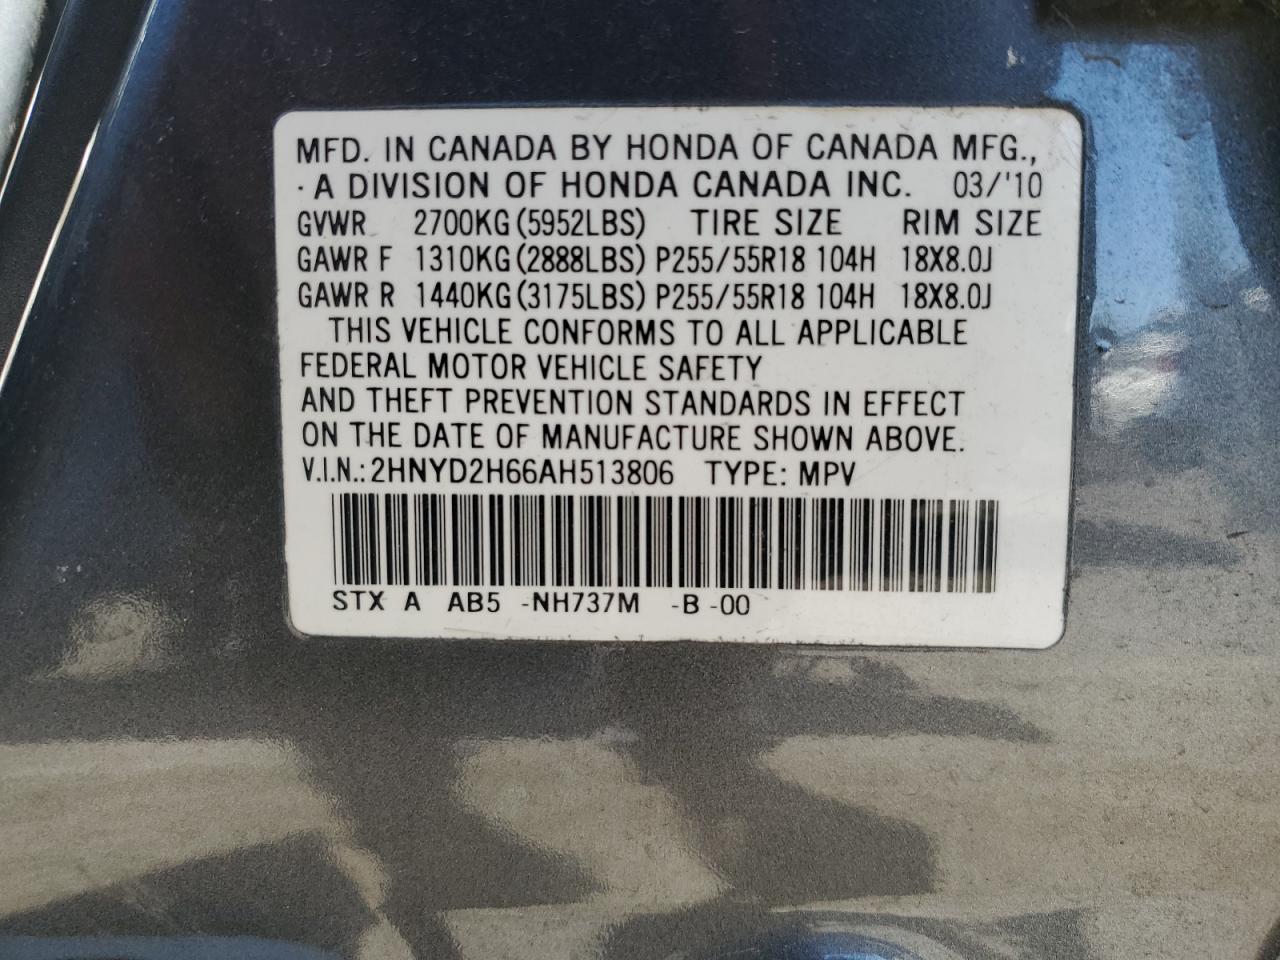 MFD. IN CANADA BY HONDA OF CANADA MFG.,
· A DIVISION OF HONDA CANADA INC. 03/'10
GVWR 2700KG(5952LBS) TIRE SIZE RIM SIZE
GAWR F 1310KG(2888LBS) P255/55R18 104H 18X8.0J
GAWR R 1440KG(3175LBS) P255/55R18 104H 18X8.0J
THIS VEHICLE CONFORMS TO ALL APPLICABLE
FEDERAL MOTOR VEHICLE SAFETY
AND THEFT PREVENTION STANDARDS IN EFFECT
ON THE DATE OF MANUFACTURE SHOWN ABOVE.
V.I.N.: 2HNYD2H66AH513806 TYPE: MPV
STX A AB5 -NH737M -B -00